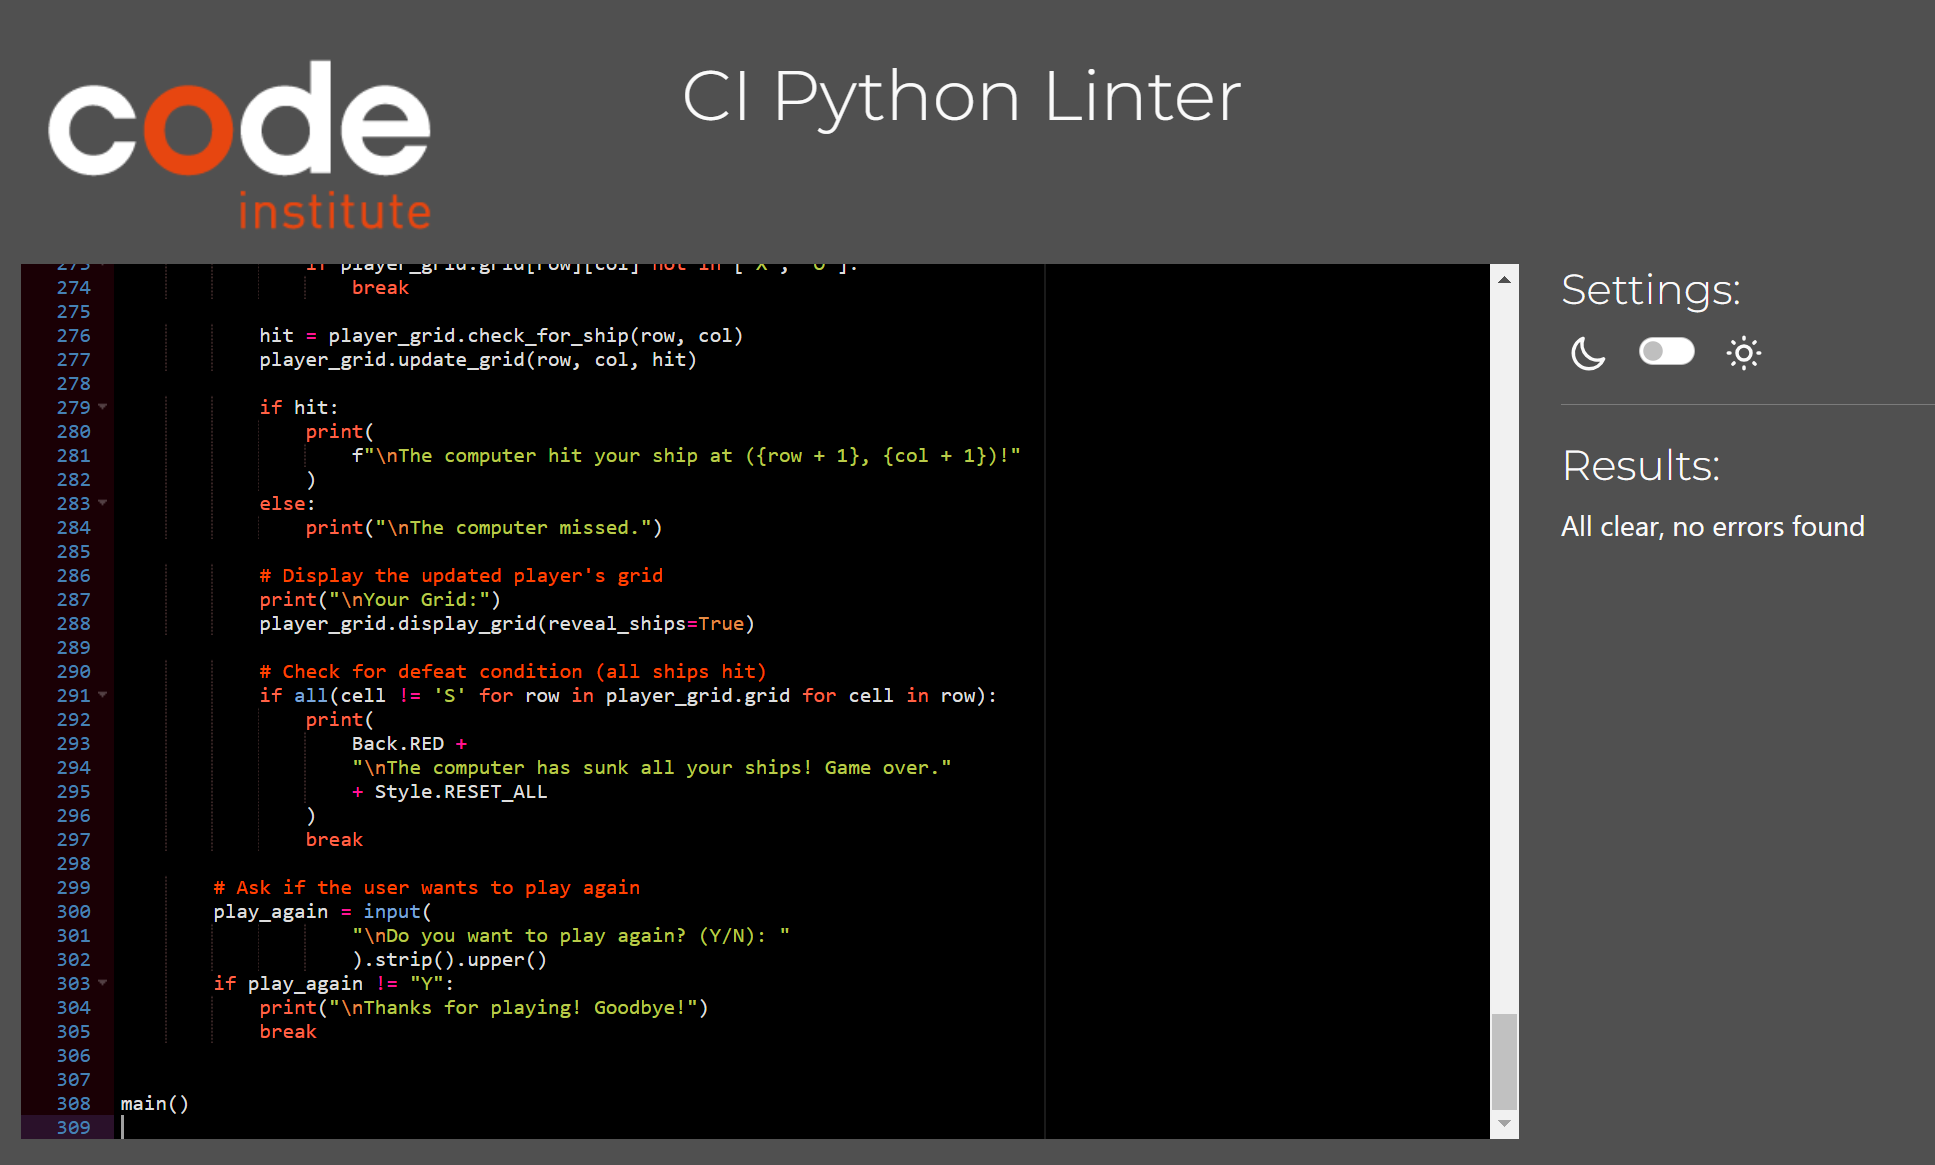 code
institute
CI Python Linter
273 if player_grid.grid[row][col] not in ['X', 'O']:
274 break
275
276 hit = player_grid.check_for_ship(row, col)
277 player_grid.update_grid(row, col, hit)
278
279 if hit:
280 print(
281 f"\nThe computer hit your ship at ({row + 1}, {col + 1})!"
282 )
283 else:
284 print("\nThe computer missed.")
285
286 # Display the updated player's grid
287 print("\nYour Grid:")
288 player_grid.display_grid(reveal_ships=True)
289
290 # Check for defeat condition (all ships hit)
291 if all(cell != 'S' for row in player_grid.grid for cell in row):
292 print(
293 Back.RED +
294 "\nThe computer has sunk all your ships! Game over."
295 + Style.RESET_ALL
296 )
297 break
298
299 # Ask if the user wants to play again
300 play_again = input(
301 "\nDo you want to play again? (Y/N): "
302 ).strip().upper()
303 if play_again != "Y":
304 print("\nThanks for playing! Goodbye!")
305 break
306
307
308 main()
309
Settings:
Results:
All clear, no errors found